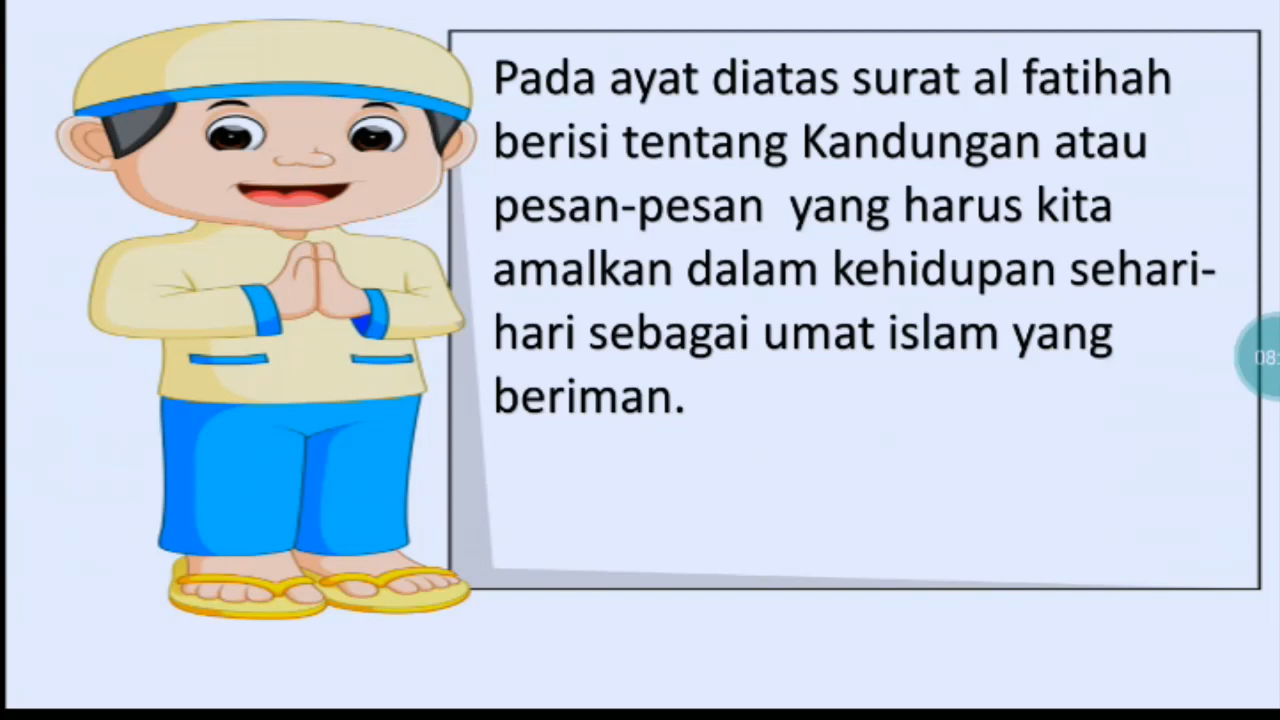 Pada ayat diatas surat al fatihah
berisi tentang Kandungan atau
pesan-pesan  yang harus kita
amalkan dalam kehidupan sehari-
hari sebagai umat islam yang
beriman.
08: